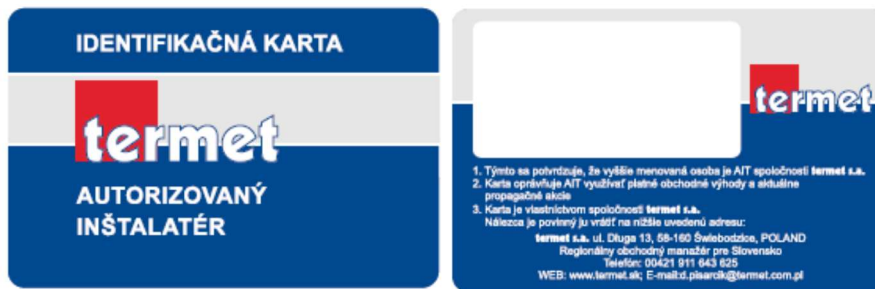 IDENTIFIKAČNÁ KARTA
termet
AUTORIZOVANÝ
INŠTALATÉR
termet
1. Týmto sa potvrdzuje, že vyššie menovaná osoba je AIT spoločnosti termet s.a.
2. Karta oprávňuje AIT využívať platné obchodné výhody a aktuálne
propagačné akcie
3. Karta je vlastníctvom spoločnosti termet s.a.
Nálezca je povinný ju vrátiť na nižšie uvedenú adresu:
termet s.a. ul. Długa 13, 58-160 Świebodzice, POLAND
Regionálny obchodný manažér pre Slovensko
Telefón: 00421 911 643 625
WEB: www.termet.sk; E-mail:d.pisarcik@termet.com.pl